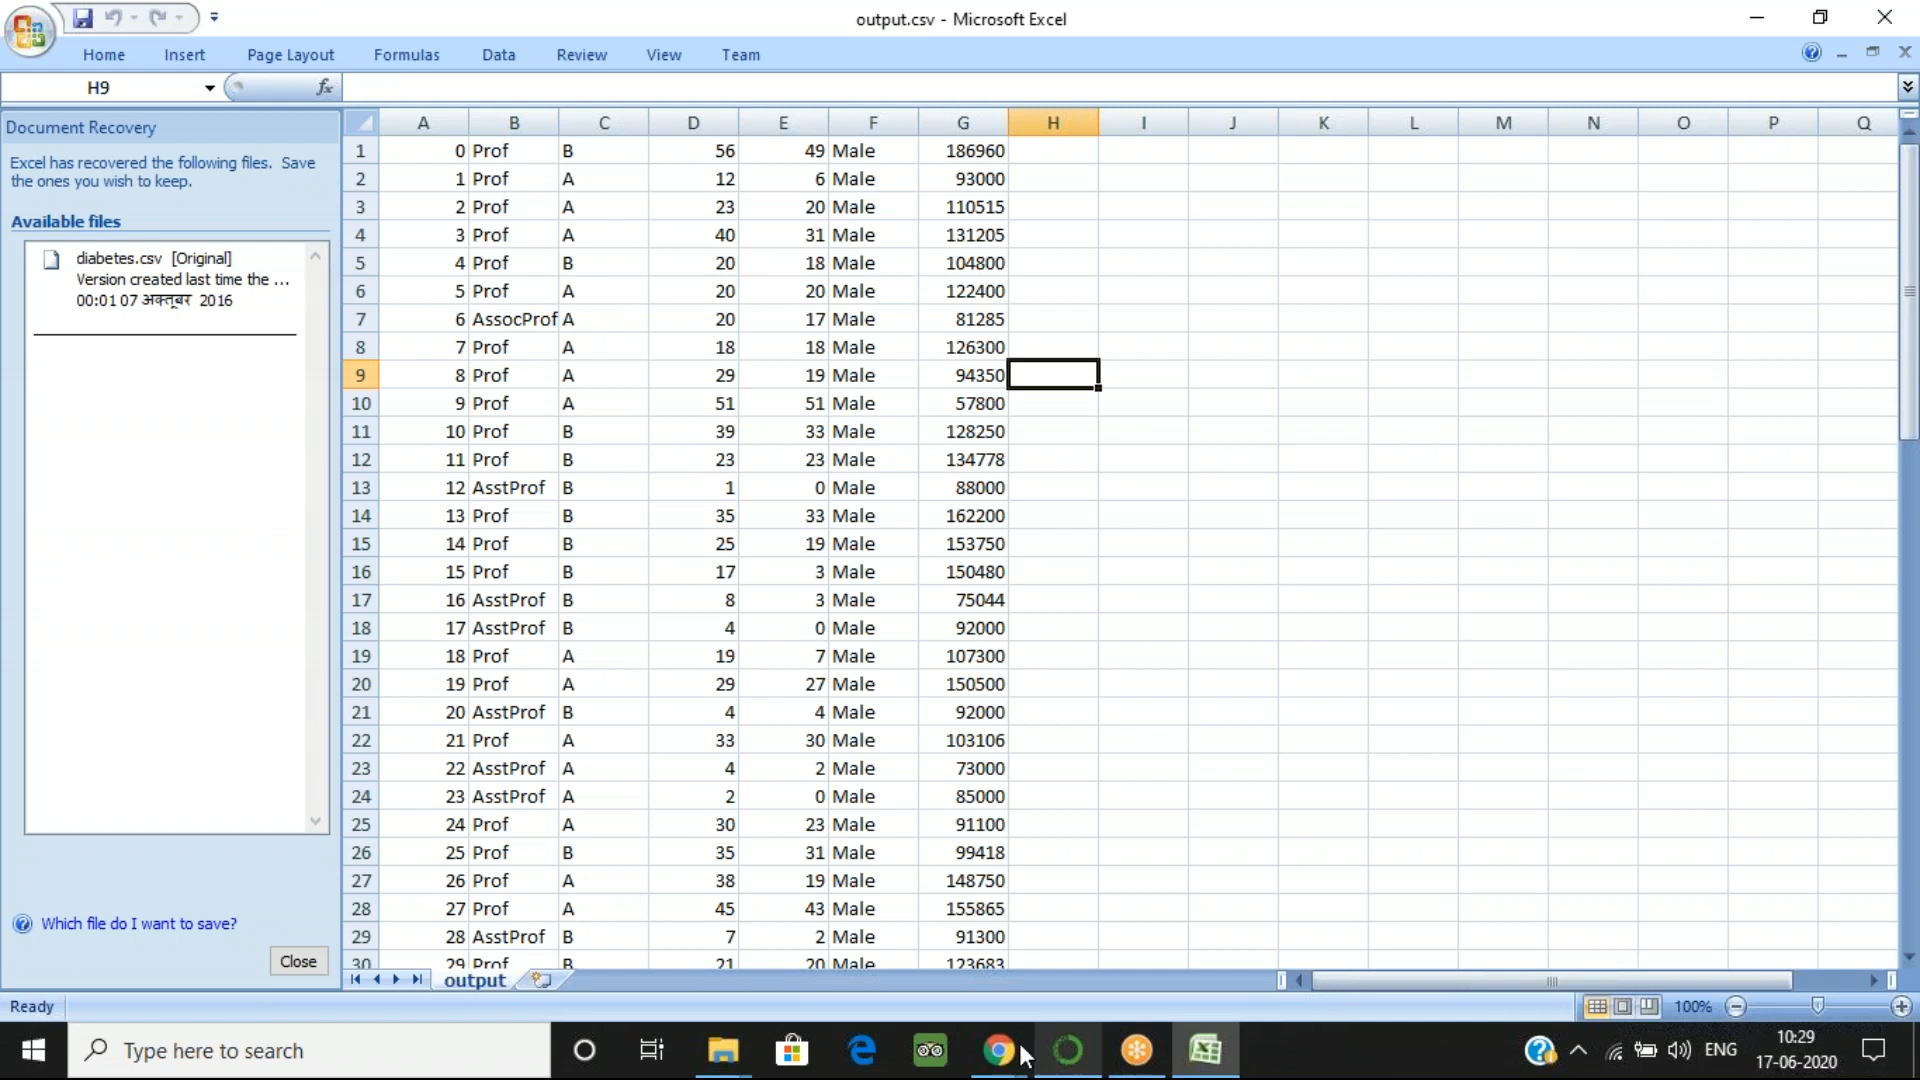 output.csv - Microsoft Excel
Home Insert Page Layout Formulas Data Review View Team
H9 fx
Document Recovery
Excel has recovered the following files. Save
the ones you wish to keep.
Available files
diabetes.csv [Original]
Version created last time the ...
00:01 07 अक्तूबर 2016
Which file do I want to save?
Close
A B C D E F G H I J K L M N O P Q
1 0 Prof B 56 49 Male 186960
2 1 Prof A 12 6 Male 93000
3 2 Prof A 23 20 Male 110515
4 3 Prof A 40 31 Male 131205
5 4 Prof B 20 18 Male 104800
6 5 Prof A 20 20 Male 122400
7 6 AssocProf A 20 17 Male 81285
8 7 Prof A 18 18 Male 126300
9 8 Prof A 29 19 Male 94350
10 9 Prof A 51 51 Male 57800
11 10 Prof B 39 33 Male 128250
12 11 Prof B 23 23 Male 134778
13 12 AsstProf B 1 0 Male 88000
14 13 Prof B 35 33 Male 162200
15 14 Prof B 25 19 Male 153750
16 15 Prof B 17 3 Male 150480
17 16 AsstProf B 8 3 Male 75044
18 17 AsstProf B 4 0 Male 92000
19 18 Prof A 19 7 Male 107300
20 19 Prof A 29 27 Male 150500
21 20 AsstProf B 4 4 Male 92000
22 21 Prof A 33 30 Male 103106
23 22 AsstProf A 4 2 Male 73000
24 23 AsstProf A 2 0 Male 85000
25 24 Prof A 30 23 Male 91100
26 25 Prof B 35 31 Male 99418
27 26 Prof A 38 19 Male 148750
28 27 Prof A 45 43 Male 155865
29 28 AsstProf B 7 2 Male 91300
30 29 Prof B 21 20 Male 123683
output
Ready 100%
Type here to search
ENG
10:29
17-06-2020